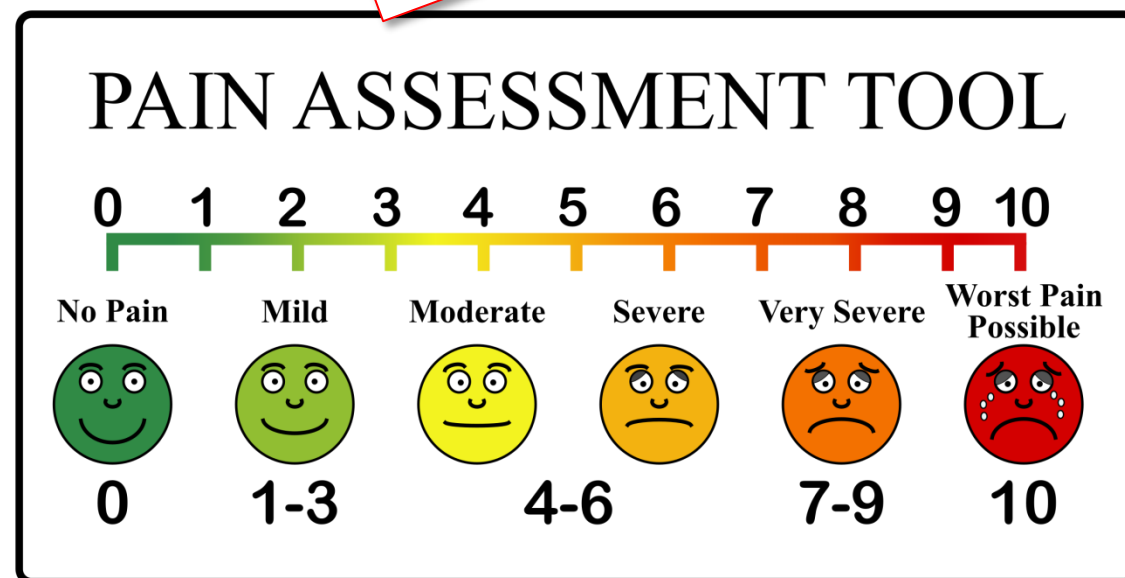 PAIN ASSESSMENT TOOL
0 1 2 3 4 5 6 7 8 9 10
No Pain Mild Moderate Severe Very Severe Worst Pain Possible
0 1-3 4-6 7-9 10